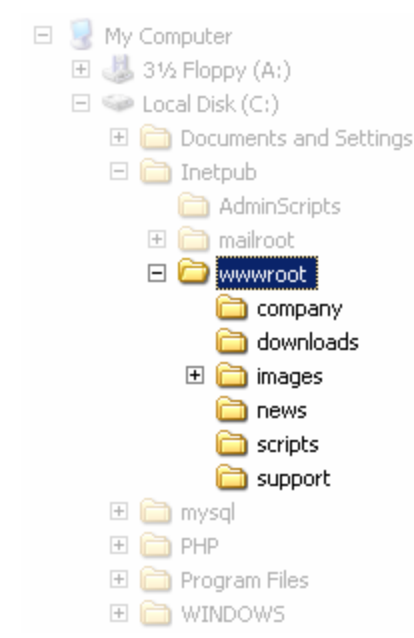 My Computer
3½ Floppy (A:)
Local Disk (C:)
Documents and Settings
Inetpub
AdminScripts
mailroot
wwwroot
company
downloads
images
news
scripts
support
mysql
PHP
Program Files
WINDOWS